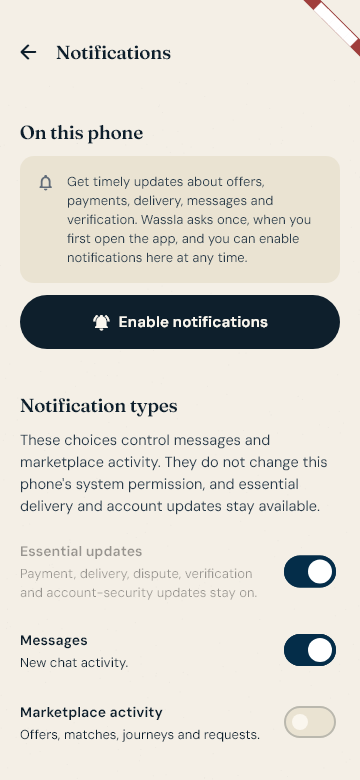 Notifications
On this phone
Get timely updates about offers,
payments, delivery, messages and
verification. Wassla asks once, when you
first open the app, and you can enable
notifications here at any time.
Enable notifications
Notification types
These choices control messages and
marketplace activity. They do not change this
phone's system permission, and essential
delivery and account updates stay available.
Essential updates
Payment, delivery, dispute, verification
and account-security updates stay on.
Messages
New chat activity.
Marketplace activity
Offers, matches, journeys and requests.